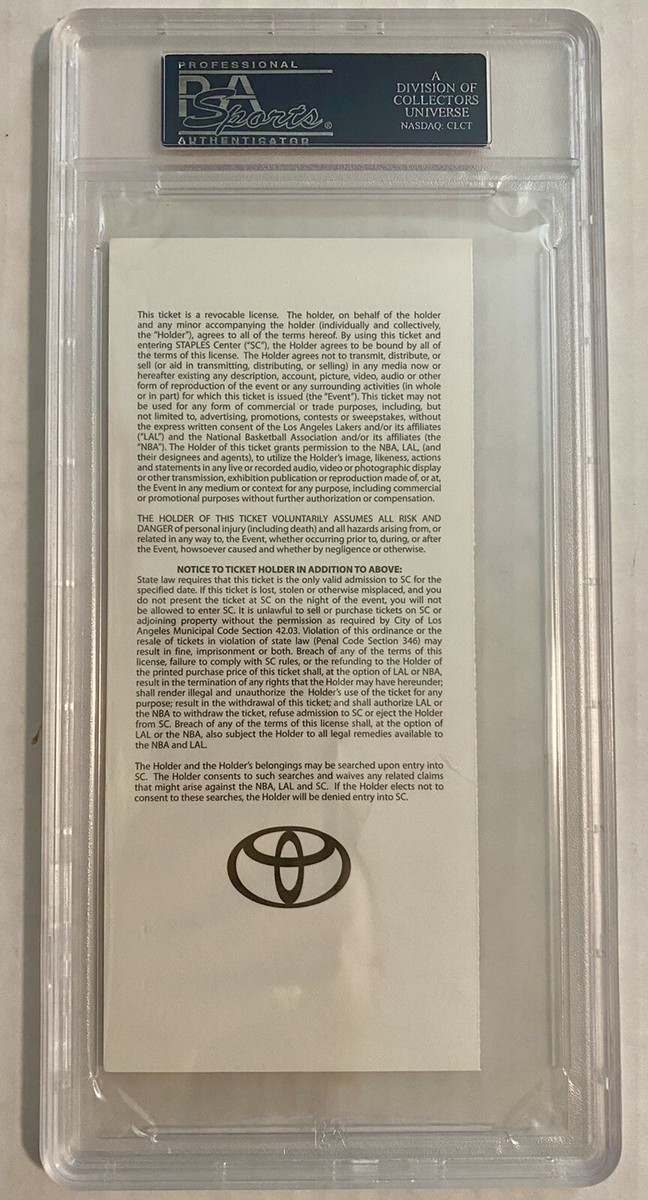 PROFESSIONAL
PSA
Sports®
AUTHENTICATOR
A
DIVISION OF
COLLECTORS
UNIVERSE
NASDAQ: CLCT
This ticket is a revocable license. The holder, on behalf of the holder
and any minor accompanying the holder (individually and collectively,
the "Holder"), agrees to all of the terms hereof. By using this ticket and
entering STAPLES Center ("SC"), the Holder agrees to be bound by all of
the terms of this license. The Holder agrees not to transmit, distribute, or
sell (or aid in transmitting, distributing, or selling) in any media now or
hereafter existing any description, account, picture, video, audio or other
form of reproduction of the event or any surrounding activities (in whole
or in part) for which this ticket is issued (the "Event"). This ticket may not
be used for any form of commercial or trade purposes, including, but
not limited to, advertising, promotions, contests or sweepstakes, without
the express written consent of the Los Angeles Lakers and/or its affiliates
("LAL") and the National Basketball Association and/or its affiliates (the
"NBA"). The Holder of this ticket grants permission to the NBA, LAL, (and
their designees and agents), to utilize the Holder's image, likeness, actions
and statements in any live or recorded audio, video or photographic display
or other transmission, exhibition publication or reproduction made of, or at,
the Event in any medium or context for any purpose, including commercial
or promotional purposes without further authorization or compensation.
THE HOLDER OF THIS TICKET VOLUNTARILY ASSUMES ALL RISK AND
DANGER of personal injury (including death) and all hazards arising from, or
related in any way to, the Event, whether occurring prior to, during, or after
the Event, howsoever caused and whether by negligence or otherwise.
NOTICE TO TICKET HOLDER IN ADDITION TO ABOVE:
State law requires that this ticket is the only valid admission to SC for the
specified date. If this ticket is lost, stolen or otherwise misplaced, and you
do not present the ticket at SC on the night of the event, you will not
be allowed to enter SC. It is unlawful to sell or purchase tickets on SC or
adjoining property without the permission as required by City of Los
Angeles Municipal Code Section 42.03. Violation of this ordinance or the
resale of tickets in violation of state law (Penal Code Section 346) may
result in fine, imprisonment or both. Breach of any of the terms of this
license, failure to comply with SC rules, or the refunding to the Holder of
the printed purchase price of this ticket shall, at the option of LAL or NBA,
result in the termination of any rights that the Holder may have hereunder;
shall render illegal and unauthorize the Holder's use of the ticket for any
purpose; result in the withdrawal of this ticket; and shall authorize LAL or
the NBA to withdraw the ticket, refuse admission to SC or eject the Holder
from SC. Breach of any of the terms of this license shall, at the option of
LAL or the NBA, also subject the Holder to all legal remedies available to
the NBA and LAL.
The Holder and the Holder's belongings may be searched upon entry into
SC. The Holder consents to such searches and waives any related claims
that might arise against the NBA, LAL and SC. If the Holder elects not to
consent to these searches, the Holder will be denied entry into SC.
PSA